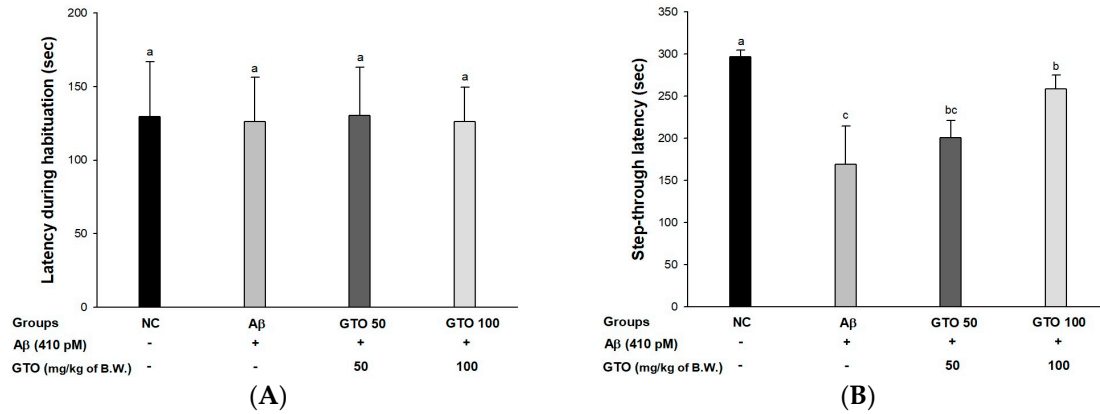 200
150
100
50
0
Latency during habituation (sec)
a
a
a
a
Groups NC Aβ GTO 50 GTO 100
Aβ (410 pM) - + + +
GTO (mg/kg of B.W.) - - 50 100
(A)
350
300
250
200
150
100
50
0
Step-through latency (sec)
a
c
bc
b
Groups NC Aβ GTO 50 GTO 100
Aβ (410 pM) - + + +
GTO (mg/kg of B.W.) - - 50 100
(B)